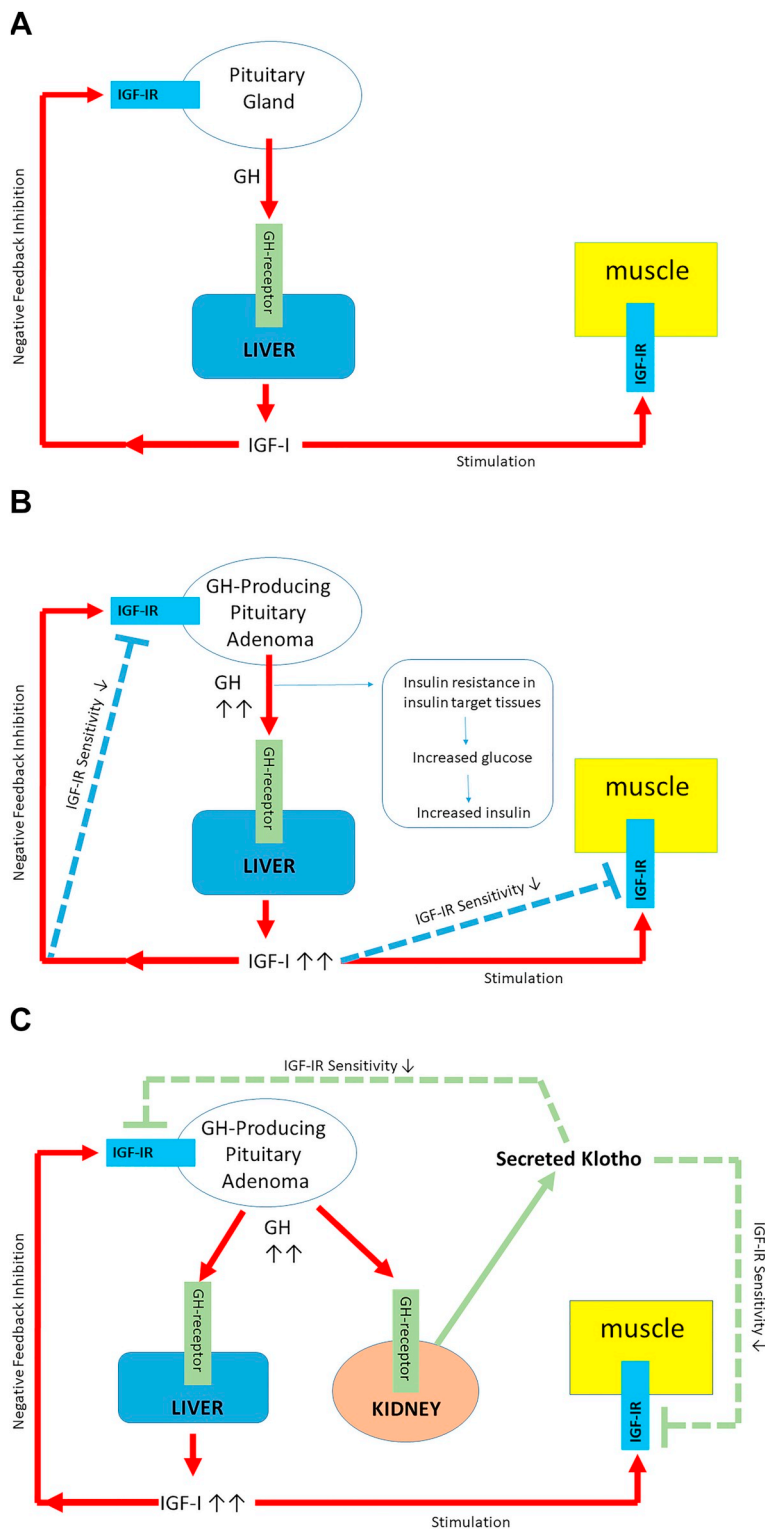 A
IGF-IR
Pituitary
Gland
GH
GH-receptor
LIVER
IGF-I
Negative Feedback Inhibition
muscle
IGF-IR
Stimulation
B
IGF-IR
GH-Producing
Pituitary
Adenoma
GH
↑↑
Insulin resistance in
insulin target tissues
Increased glucose
Increased insulin
GH-receptor
LIVER
IGF-I ↑↑
Negative Feedback Inhibition
IGF-IR Sensitivity ↓
IGF-IR Sensitivity ↓
muscle
IGF-IR
Stimulation
C
IGF-IR Sensitivity ↓
IGF-IR
GH-Producing
Pituitary
Adenoma
Secreted Klotho
GH
↑↑
GH-receptor
GH-receptor
LIVER
KIDNEY
IGF-I ↑↑
Negative Feedback Inhibition
IGF-IR Sensitivity ↓
muscle
IGF-IR
Stimulation